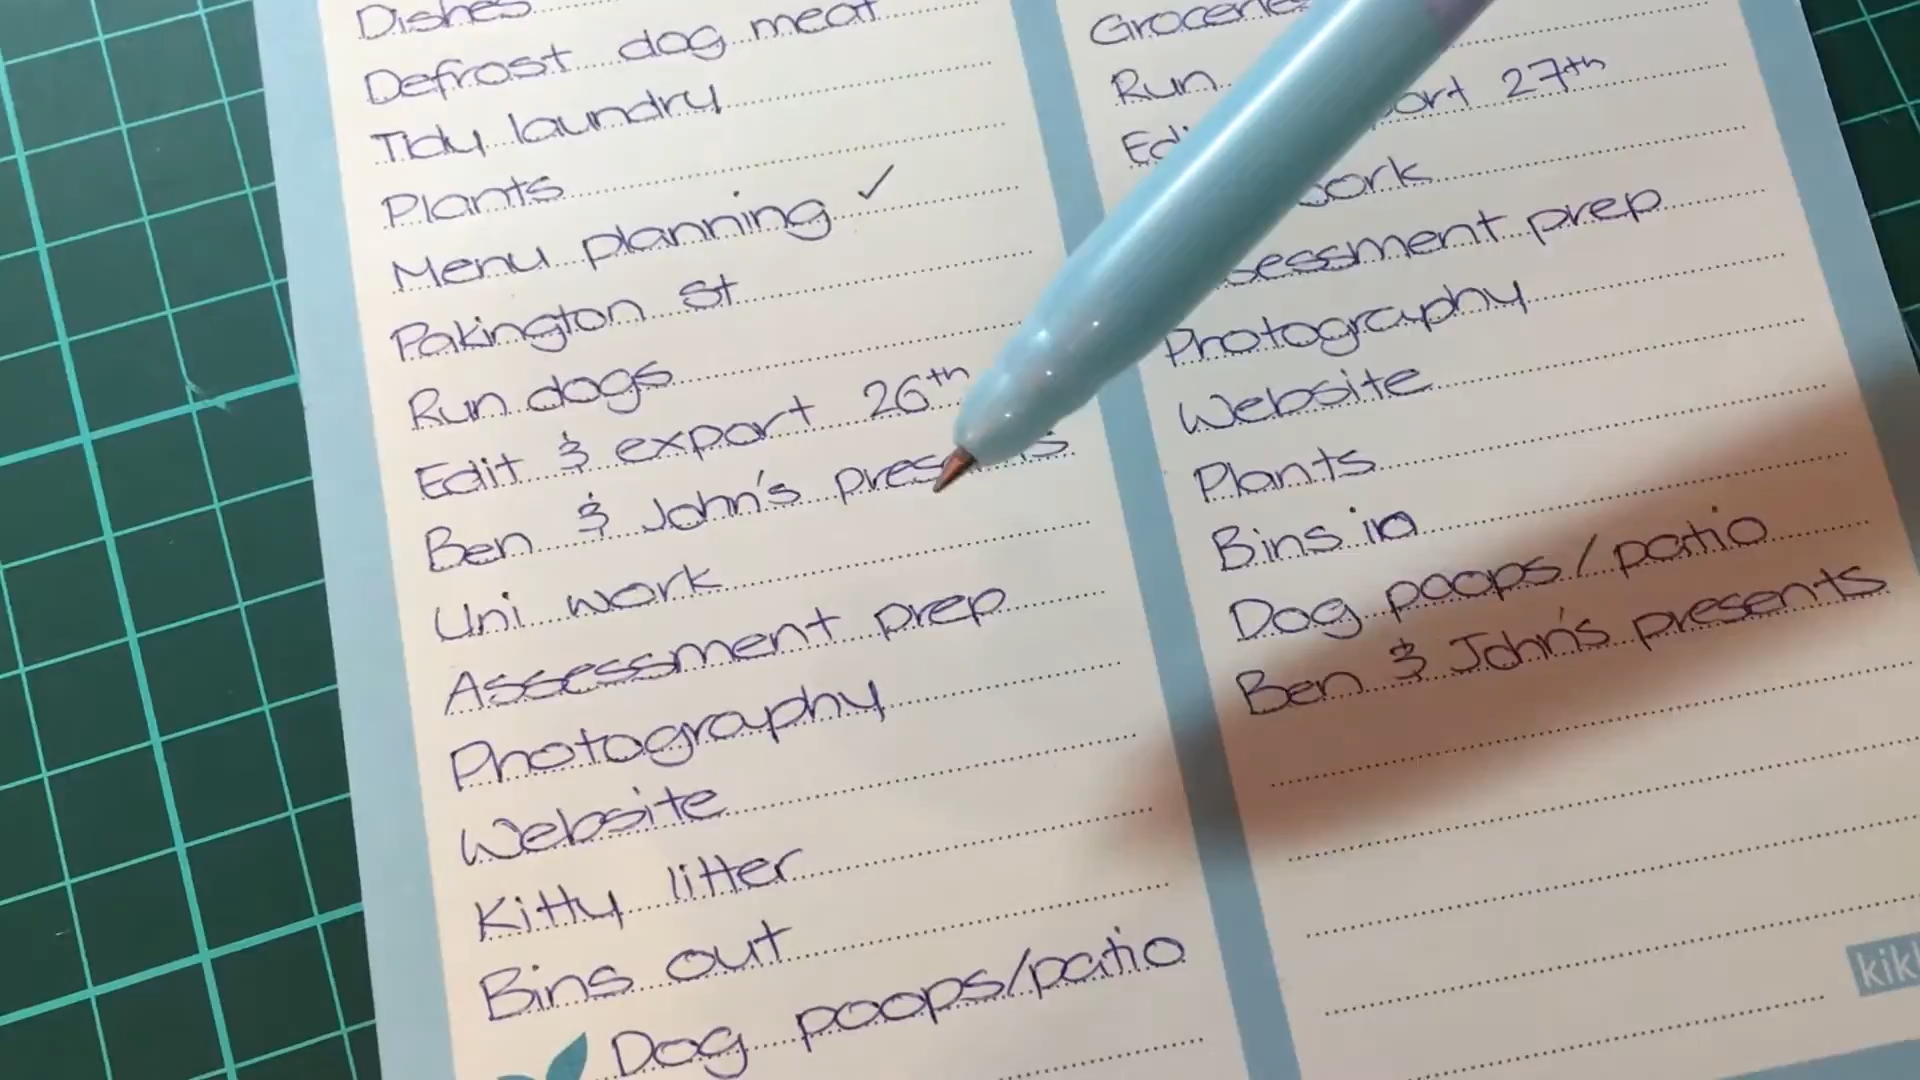 Dishes
Defrost dog meat
Tidy laundry
Plants
Menu planning ✓
Pakington St
Run dogs
Edit & export 26th
Ben & John's presents
Uni work
Assessment prep
Photography
Website
Kitty litter
Bins out
Dog poops/patio
Groceries
Run
27th
work
Assessment prep
Photography
Website
Plants
Bins in
Dog poops/patio
Ben & John's presents